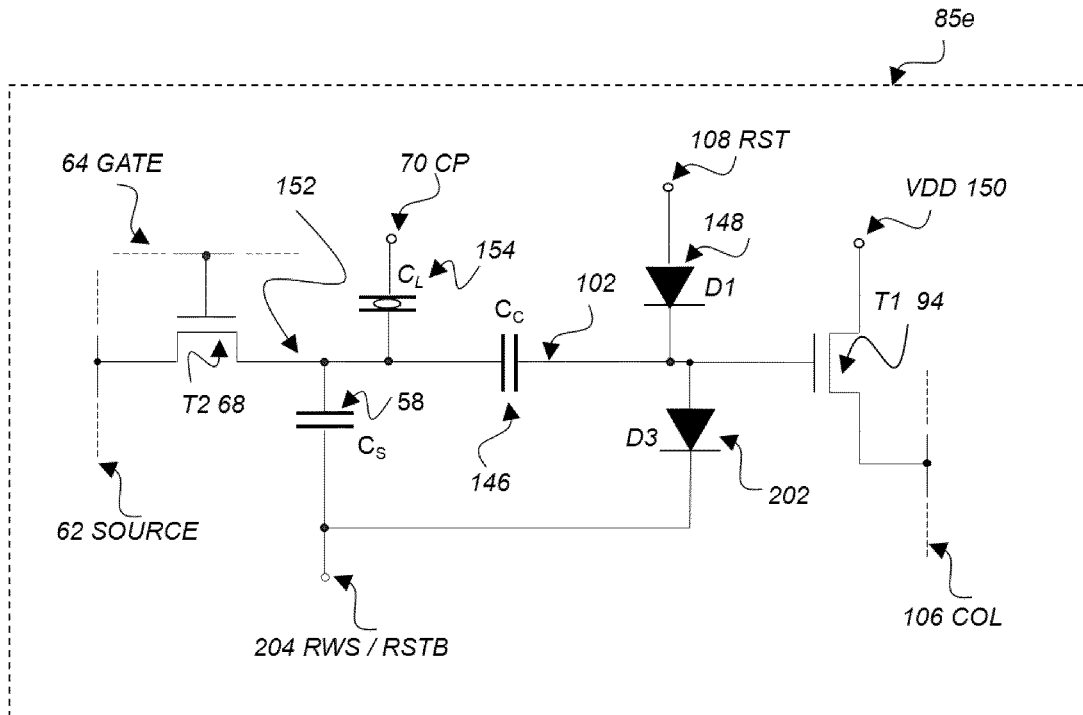 85e
108 RST
64 GATE
70 CP
VDD 150
152
148
CL
154
102
D1
CC
T1 94
T2 68
58
D3
CS
146
202
62 SOURCE
106 COL
204 RWS / RSTB